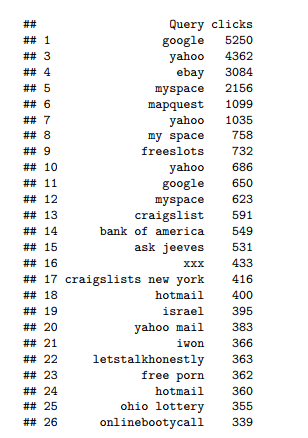 ## Query clicks
## 1 google 5250
## 3 yahoo 4362
## 4 ebay 3084
## 5 myspace 2156
## 6 mapquest 1099
## 7 yahoo 1035
## 8 my space 758
## 9 freeslots 732
## 10 yahoo 686
## 11 google 650
## 12 myspace 623
## 13 craigslist 591
## 14 bank of america 549
## 15 ask jeeves 531
## 16 xxx 433
## 17 craigslists new york 416
## 18 hotmail 400
## 19 israel 395
## 20 yahoo mail 383
## 21 iwon 366
## 22 letstalkhonestly 363
## 23 free porn 362
## 24 hotmail 360
## 25 ohio lottery 355
## 26 onlinebootycall 339